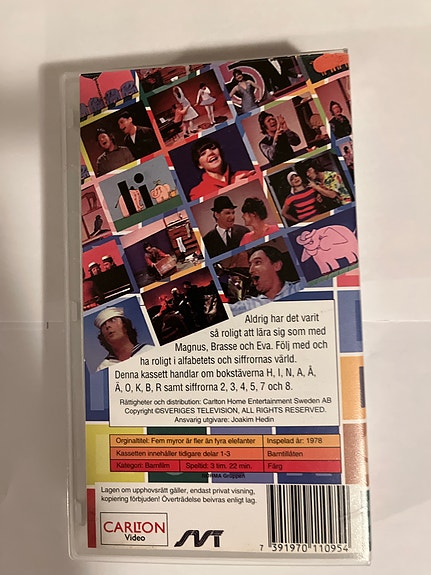 li
Aldrig har det varit
så roligt att lära sig som med
Magnus, Brasse och Eva. Följ med och
ha roligt i alfabetets och siffrornas värld.
Denna kassett handlar om bokstäverna H, I, N, A, Å,
Ä, O, K, B, R samt siffrorna 2, 3, 4, 5, 7 och 8.
Rättigheter och distribution: Carlton Home Entertainment Sweden AB
Copyright ©SVERIGES TELEVISION, ALL RIGHTS RESERVED.
Ansvarig utgivare: Joakim Hedin
Orginaltitel: Fem myror är fler än fyra elefanter
Inspelad år: 1978
Kassetten innehåller tidigare delar 1-3
Barntillåten
Kategori: Barnfilm
Speltid: 3 tim. 22 min.
Färg
NORMA Gruppen
Lagen om upphovsrätt gäller, endast privat visning,
kopiering förbjuden! Överträdelse beivras enligt lag.
CARLTON
Video
SVT
7 391970 110954